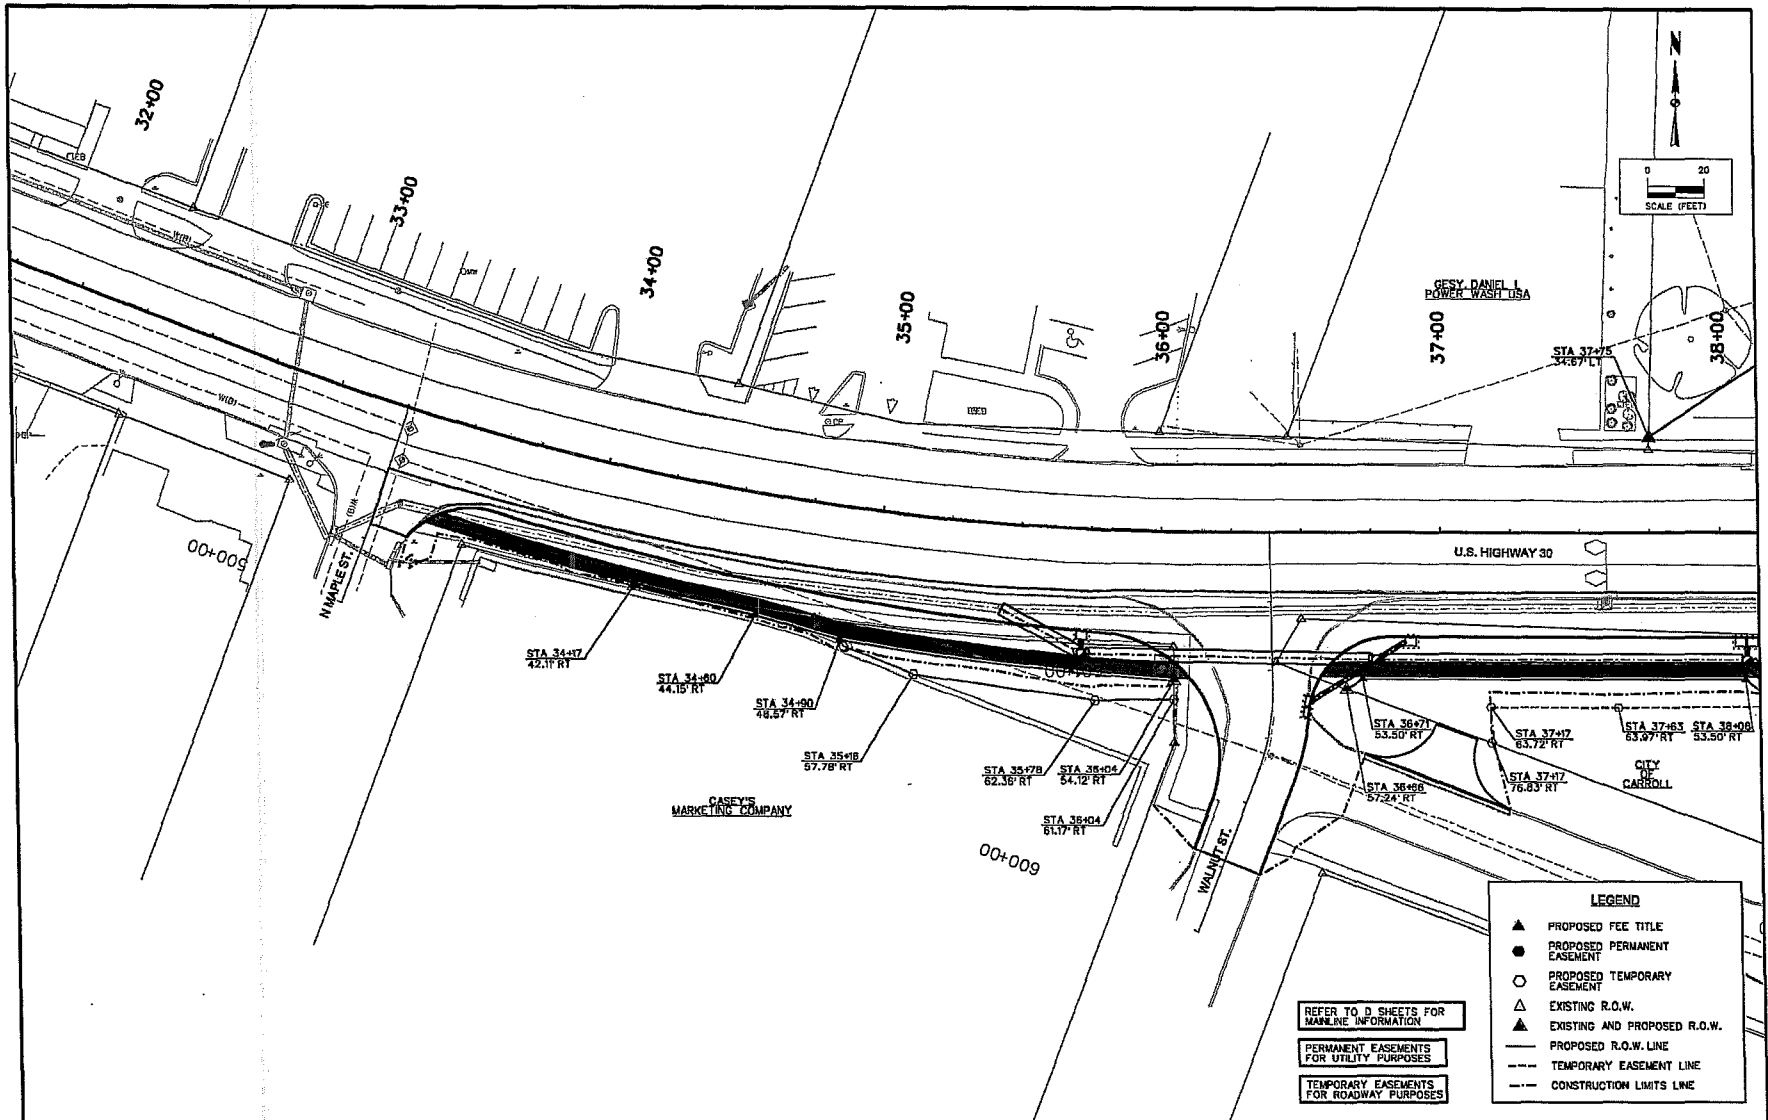 32+00
33+00
34+00
35+00
36+00
37+00
38+00
N
0 20
SCALE (FEET)
GESY, DANIEL L
POWER WASH USA
STA 37+75
34.67' LT
U.S. HIGHWAY 30
W(B)
W(B)
W(B)
CP
N MAPLE ST.
STA 34+17
42.11' RT
STA 34+60
44.15' RT
STA 34+90
48.57' RT
STA 35+18
57.78' RT
STA 35+78
62.36' RT
STA 36+04
54.12' RT
STA 36+04
61.17' RT
STA 36+71
53.50' RT
STA 36+66
57.24' RT
STA 37+17
63.72' RT
STA 37+17
76.83' RT
STA 37+63
63.97' RT
STA 38+06
53.50' RT
CITY
OF
CARROLL
CASEY'S
MARKETING COMPANY
600+00
WALNUT ST.
LEGEND
PROPOSED FEE TITLE
PROPOSED PERMANENT
EASEMENT
PROPOSED TEMPORARY
EASEMENT
EXISTING R.O.W.
EXISTING AND PROPOSED R.O.W.
PROPOSED R.O.W. LINE
TEMPORARY EASEMENT LINE
CONSTRUCTION LIMITS LINE
REFER TO D SHEETS FOR
MAINLINE INFORMATION
PERMANENT EASEMENTS
FOR UTILITY PURPOSES
TEMPORARY EASEMENTS
FOR ROADWAY PURPOSES